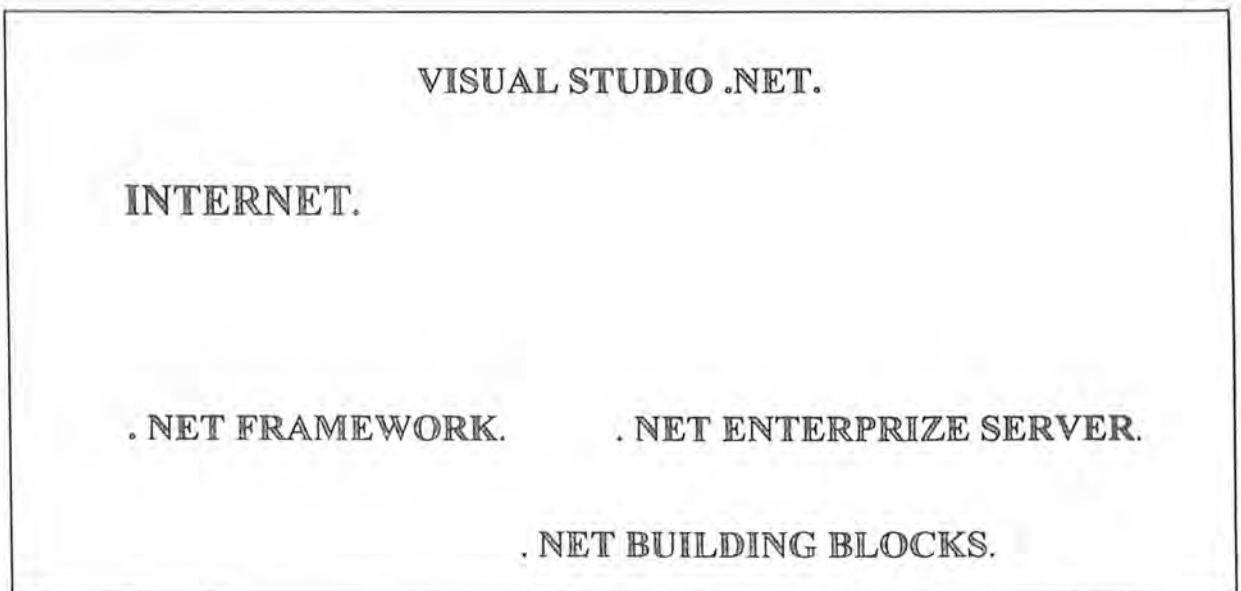 VISUAL STUDIO .NET.
INTERNET.
. NET FRAMEWORK. . NET ENTERPRIZE SERVER.
. NET BUILDING BLOCKS.